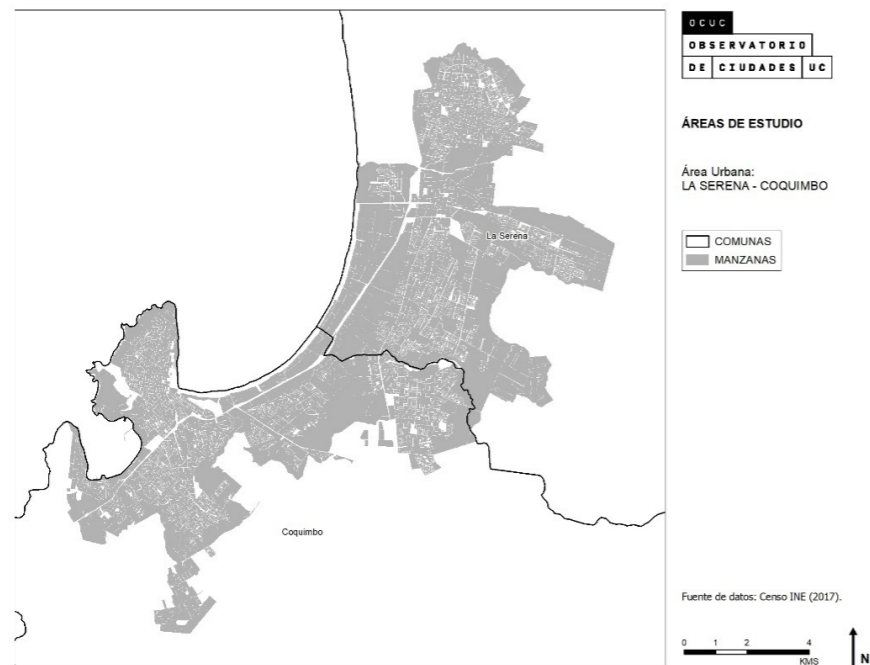 OCUC
OBSERVATORIO
DE CIUDADES UC
ÁREAS DE ESTUDIO
Área Urbana:
LA SERENA - COQUIMBO
COMUNAS
MANZANAS
La Serena
Coquimbo
Fuente de datos: Censo INE (2017).
0 1 2 4
KMS
N